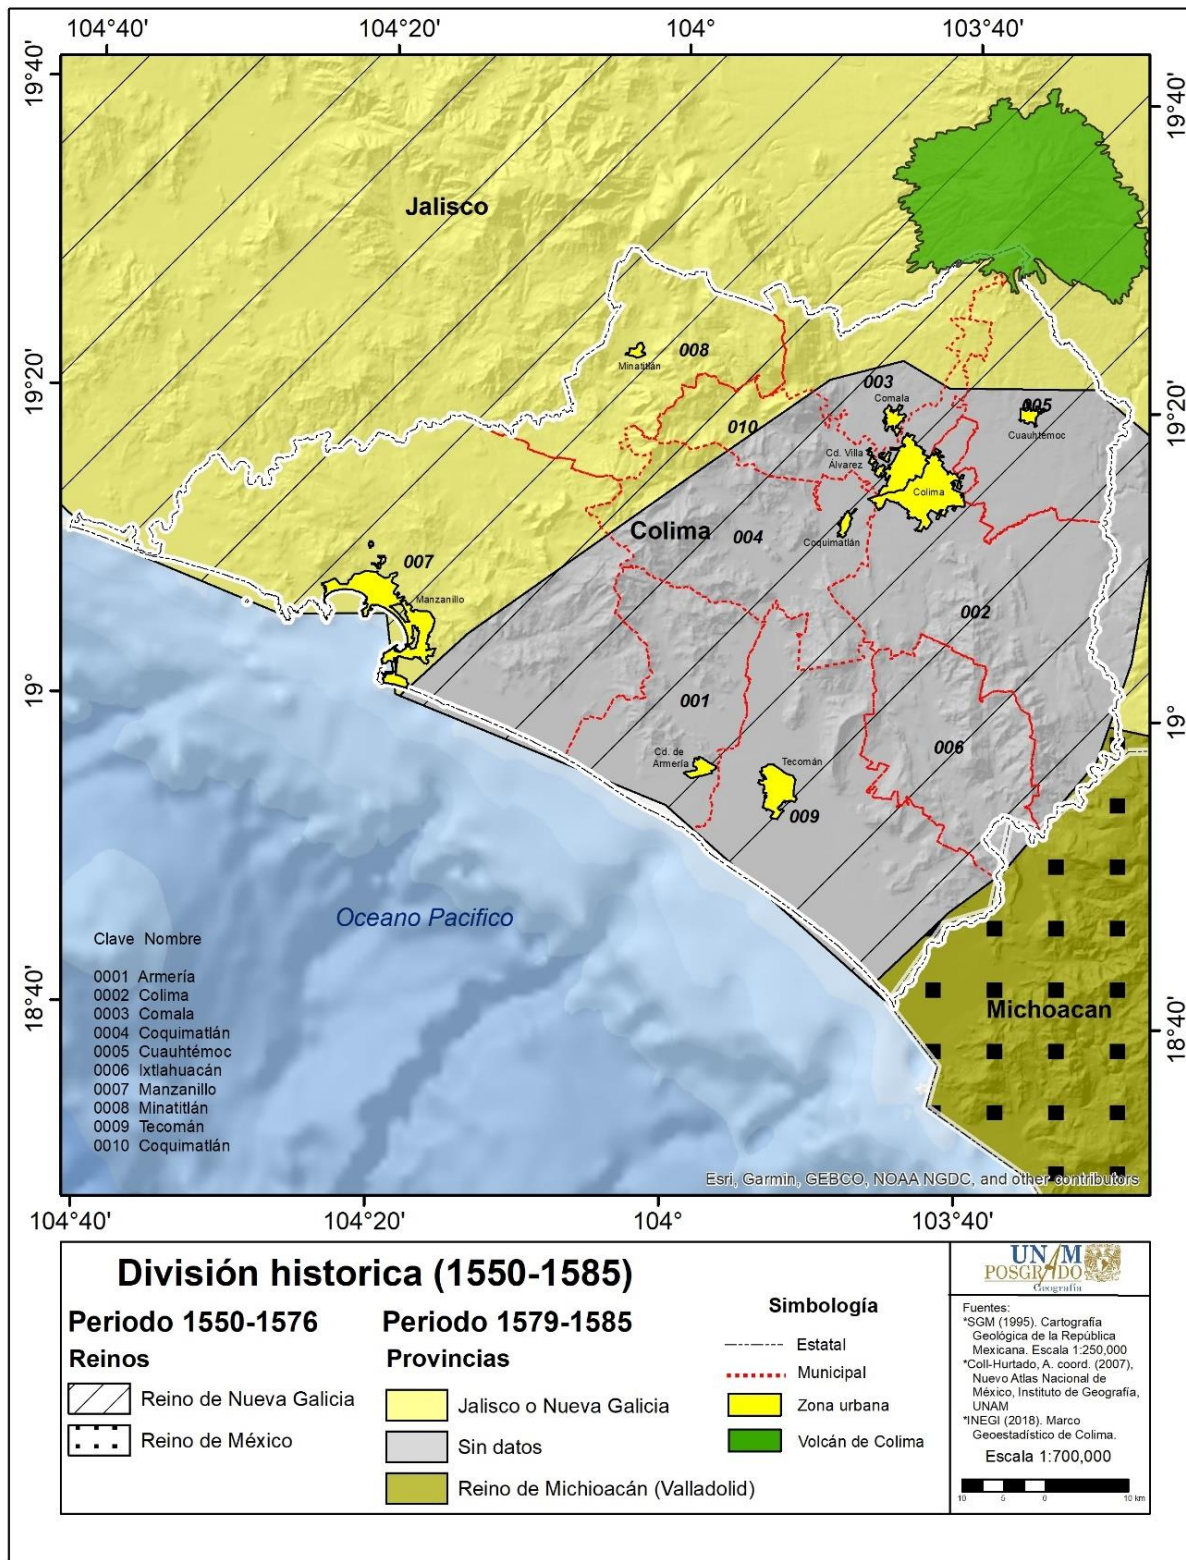 104°40'
104°20'
104°
103°40'
19°40'
19°40'
Jalisco
008
Minatitlán
19°20'
003
Comala
005
Cuauhtémoc
19°20'
010
Cd. Villa
Álvarez
Colima
Colima
004
Coquimatlán
007
Manzanillo
002
19°
001
006
19°
Cd. de
Armería
Tecomán
009
Oceano Pacifico
Clave Nombre
0001 Armería
0002 Colima
0003 Comala
0004 Coquimatlán
0005 Cuauhtémoc
0006 Ixtlahuacán
0007 Manzanillo
0008 Minatitlán
0009 Tecomán
0010 Coquimatlán
18°40'
Michoacan
18°40'
Esri, Garmin, GEBCO, NOAA NGDC, and other contributors
104°40'
104°20'
104°
103°40'
División historica (1550-1585)
Periodo 1550-1576
Reinos
Reino de Nueva Galicia
Reino de México
Periodo 1579-1585
Provincias
Jalisco o Nueva Galicia
Sin datos
Reino de Michoacán (Valladolid)
Simbología
Estatal
Municipal
Zona urbana
Volcán de Colima
UNAM
POSGRADO
Geografía
Fuentes:
*SGM (1995). Cartografía
Geológica de la República
Mexicana. Escala 1:250,000
*Coll-Hurtado, A. coord. (2007),
Nuevo Atlas Nacional de
México, Instituto de Geografía,
UNAM
*INEGI (2018). Marco
Geoestadístico de Colima.
Escala 1:700,000
10 5 0 10 km